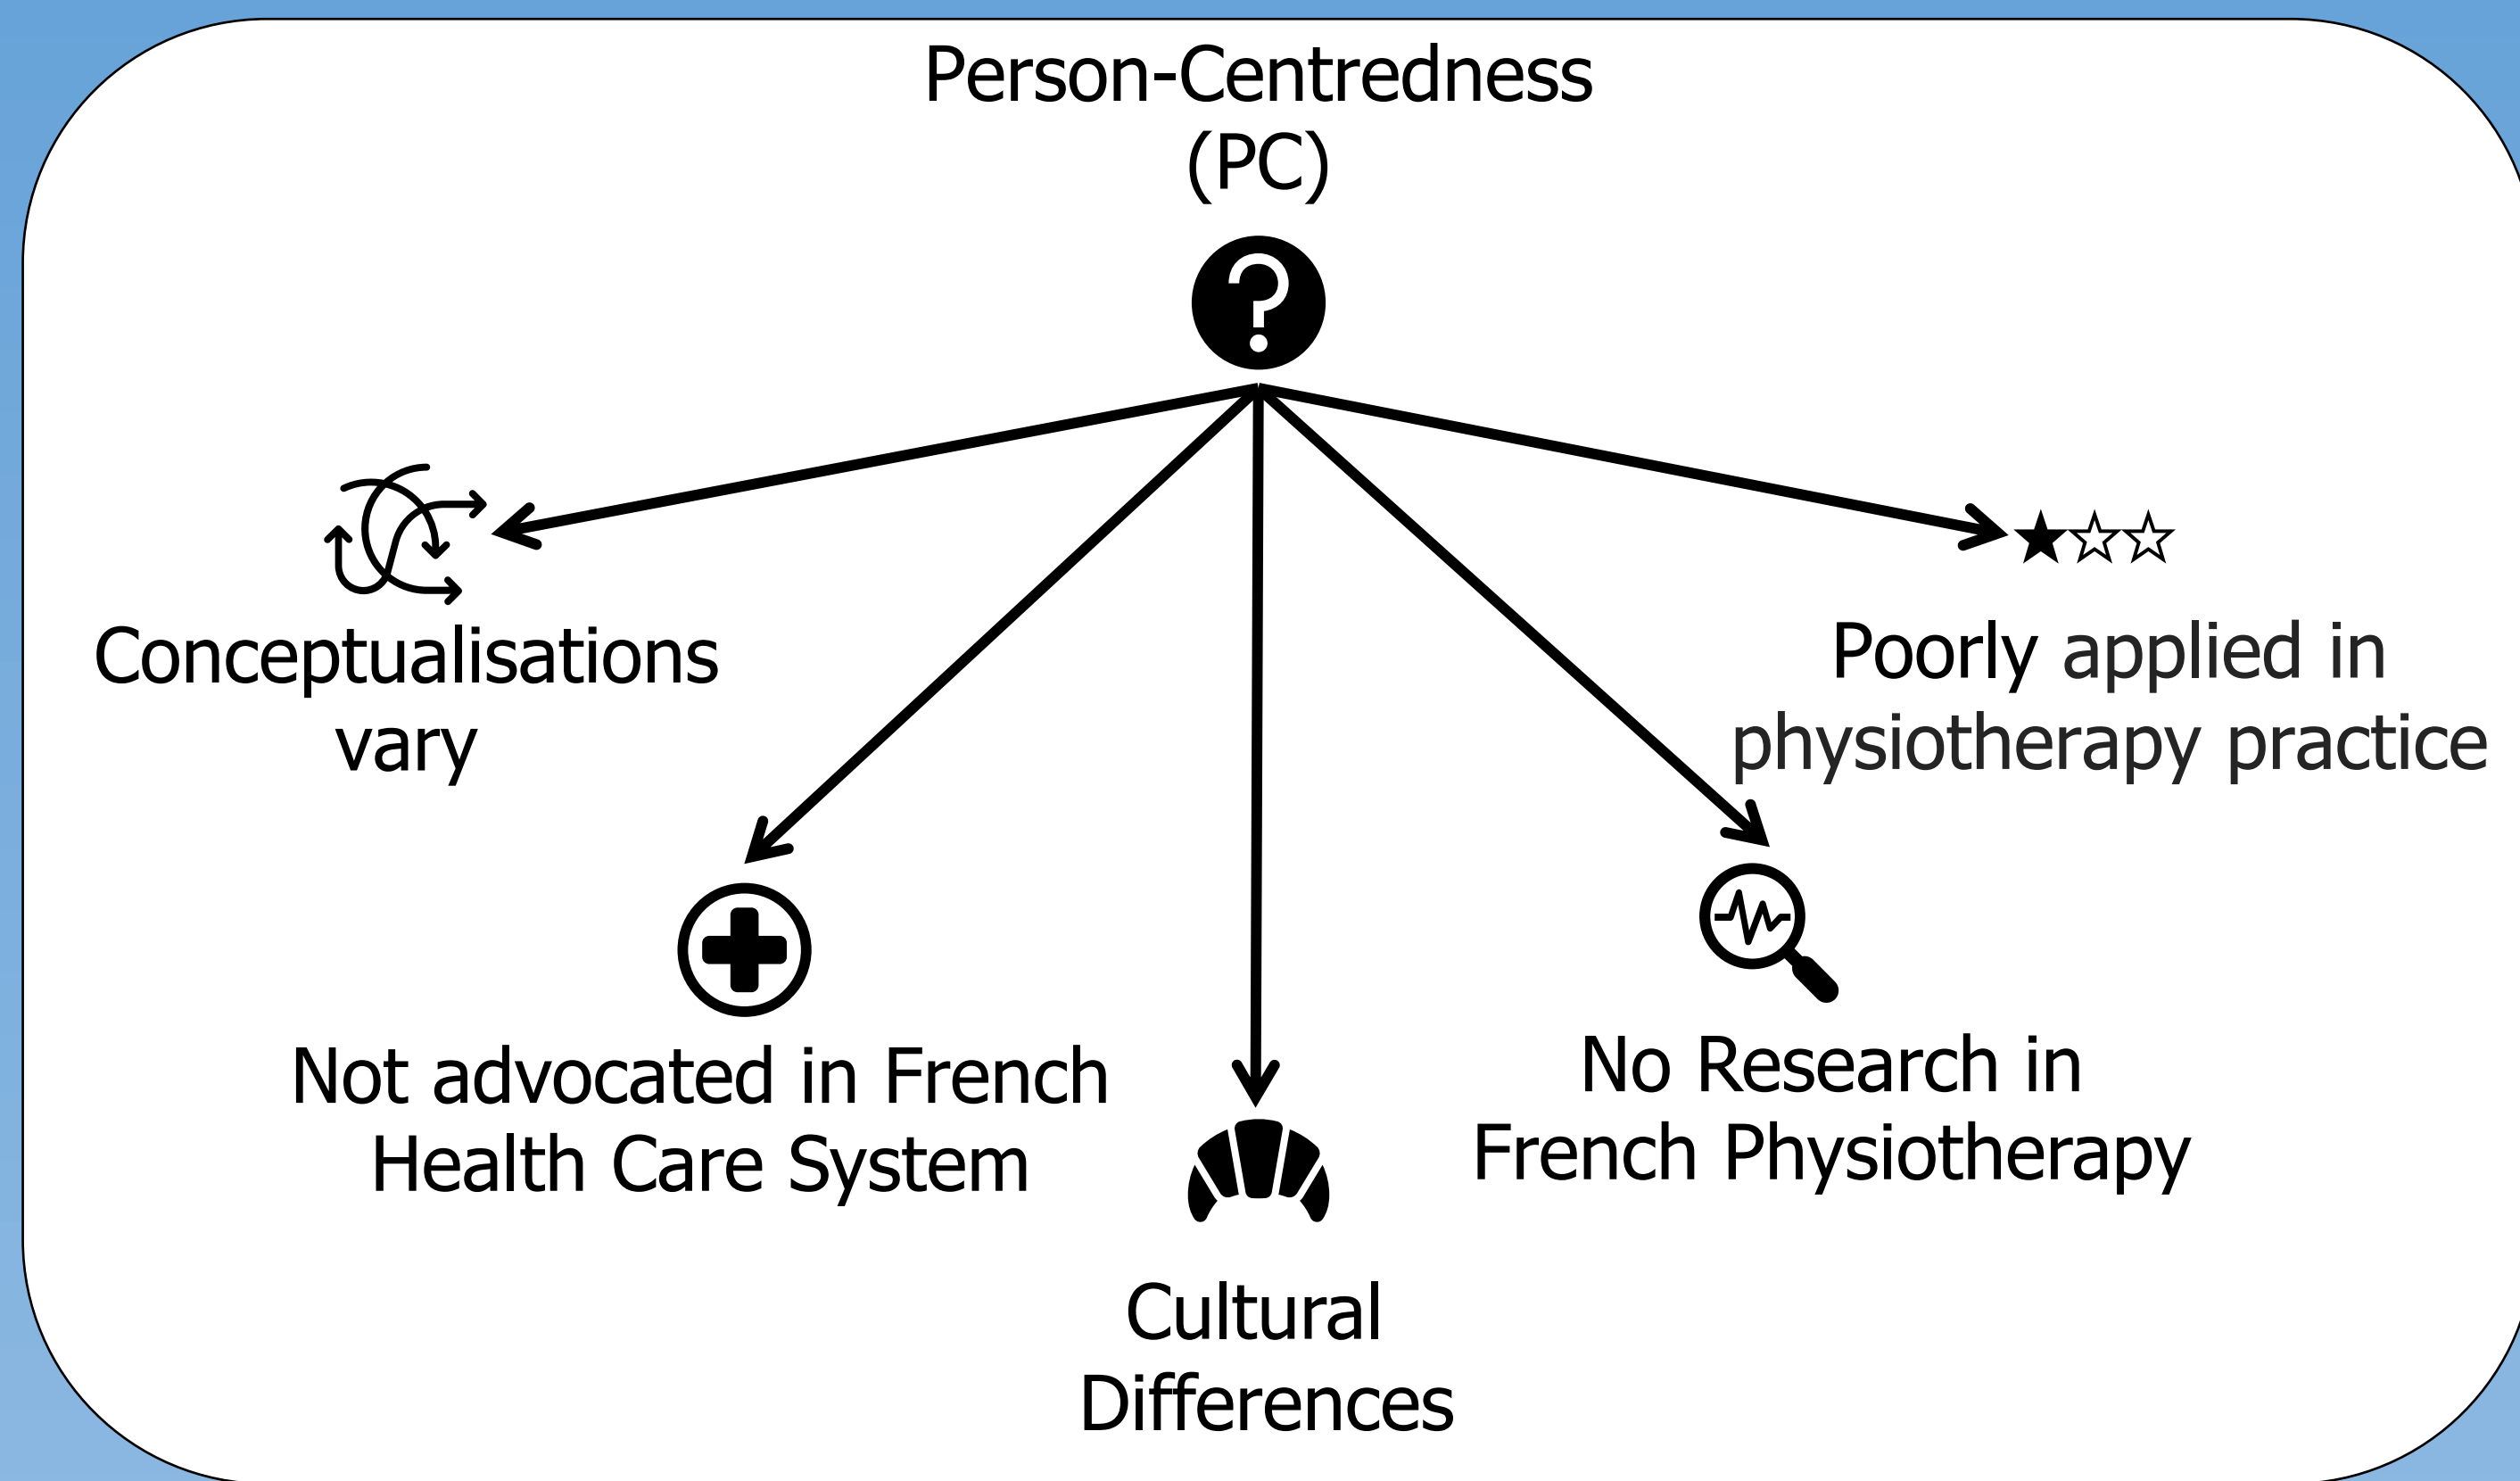 Person-Centredness
(PC)
?
Conceptualisations
vary
Poorly applied in
physiotherapy practice
Not advocated in French
Health Care System
No Research in
French Physiotherapy
Cultural
Differences